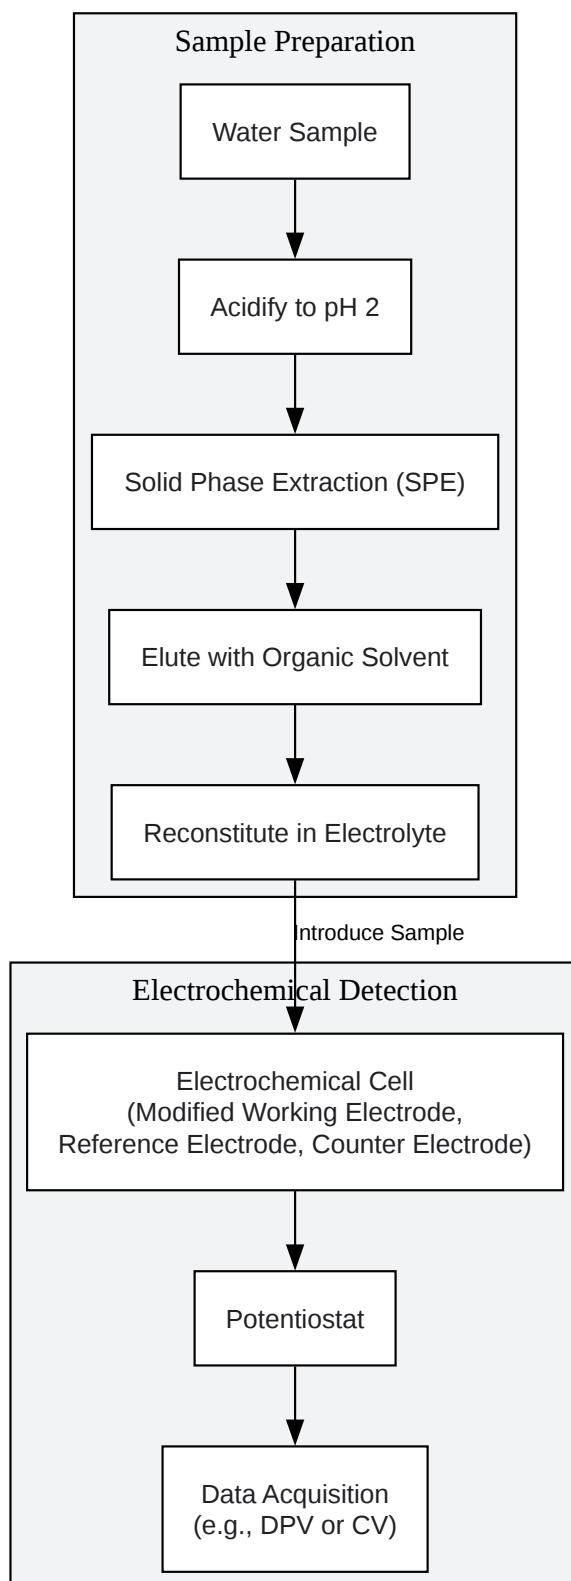 Sample Preparation
Water Sample
Acidify to pH 2
Solid Phase Extraction (SPE)
Elute with Organic Solvent
Reconstitute in Electrolyte
Introduce Sample
Electrochemical Detection
Electrochemical Cell
(Modified Working Electrode,
Reference Electrode, Counter Electrode)
Potentiostat
Data Acquisition
(e.g., DPV or CV)